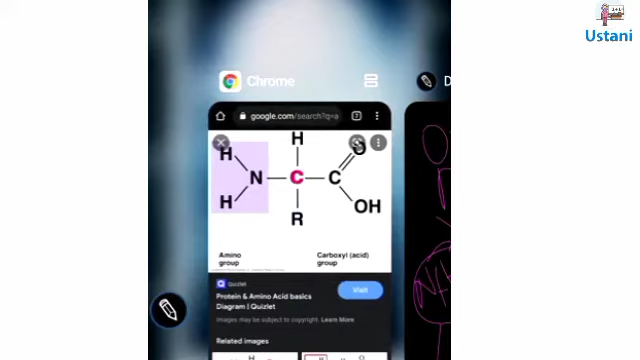 Ustani
Chrome
D
google.com/search?q=a
7
H
H
O
N
C
C
H
R
OH
Amino
group
Carboxyl (acid)
group
Quizlet
Protein & Amino Acid basics
Diagram | Quizlet
Visit
Images may be subject to copyright. Learn More
Related images